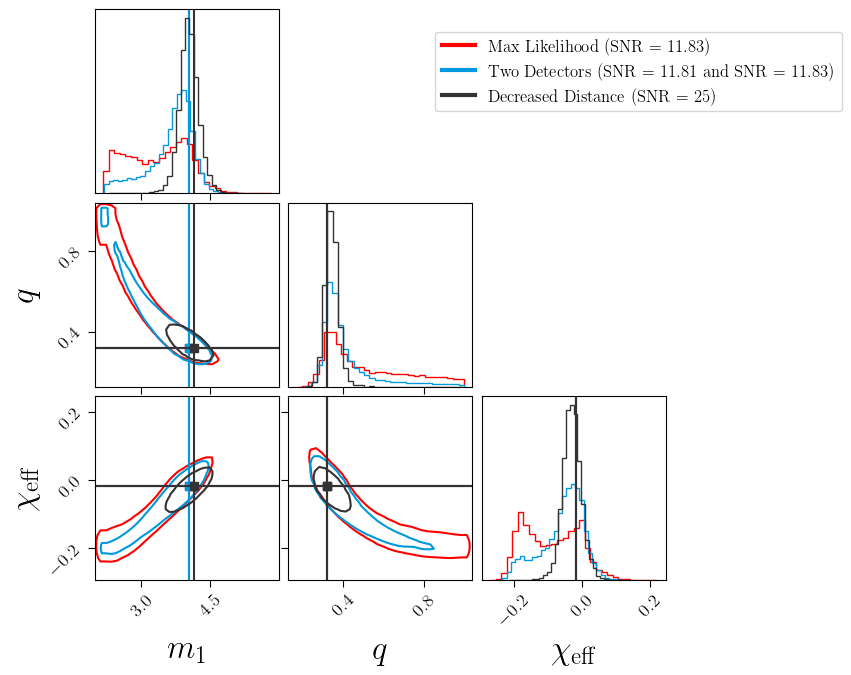 Max Likelihood (SNR = 11.83)
Two Detectors (SNR = 11.81 and SNR = 11.83)
Decreased Distance (SNR = 25)
q
0.8
0.4
χeff
0.2
0.0
−0.2
3.0 4.5
0.4 0.8
−0.2 0.0 0.2
m1
q
χeff